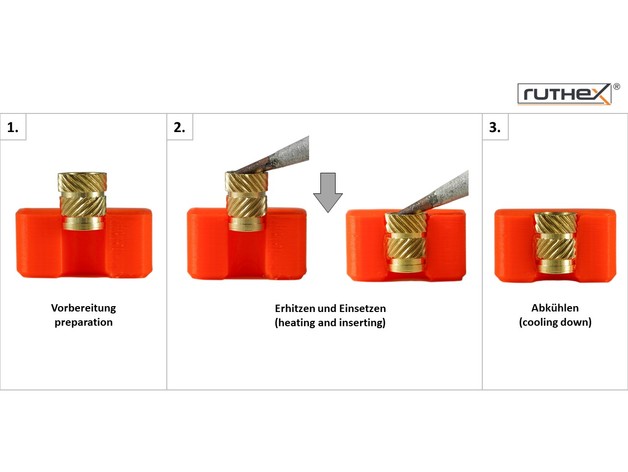 ruthex®
1.
2.
3.
Vorbereitung
preparation
Erhitzen und Einsetzen
(heating and inserting)
Abkühlen
(cooling down)